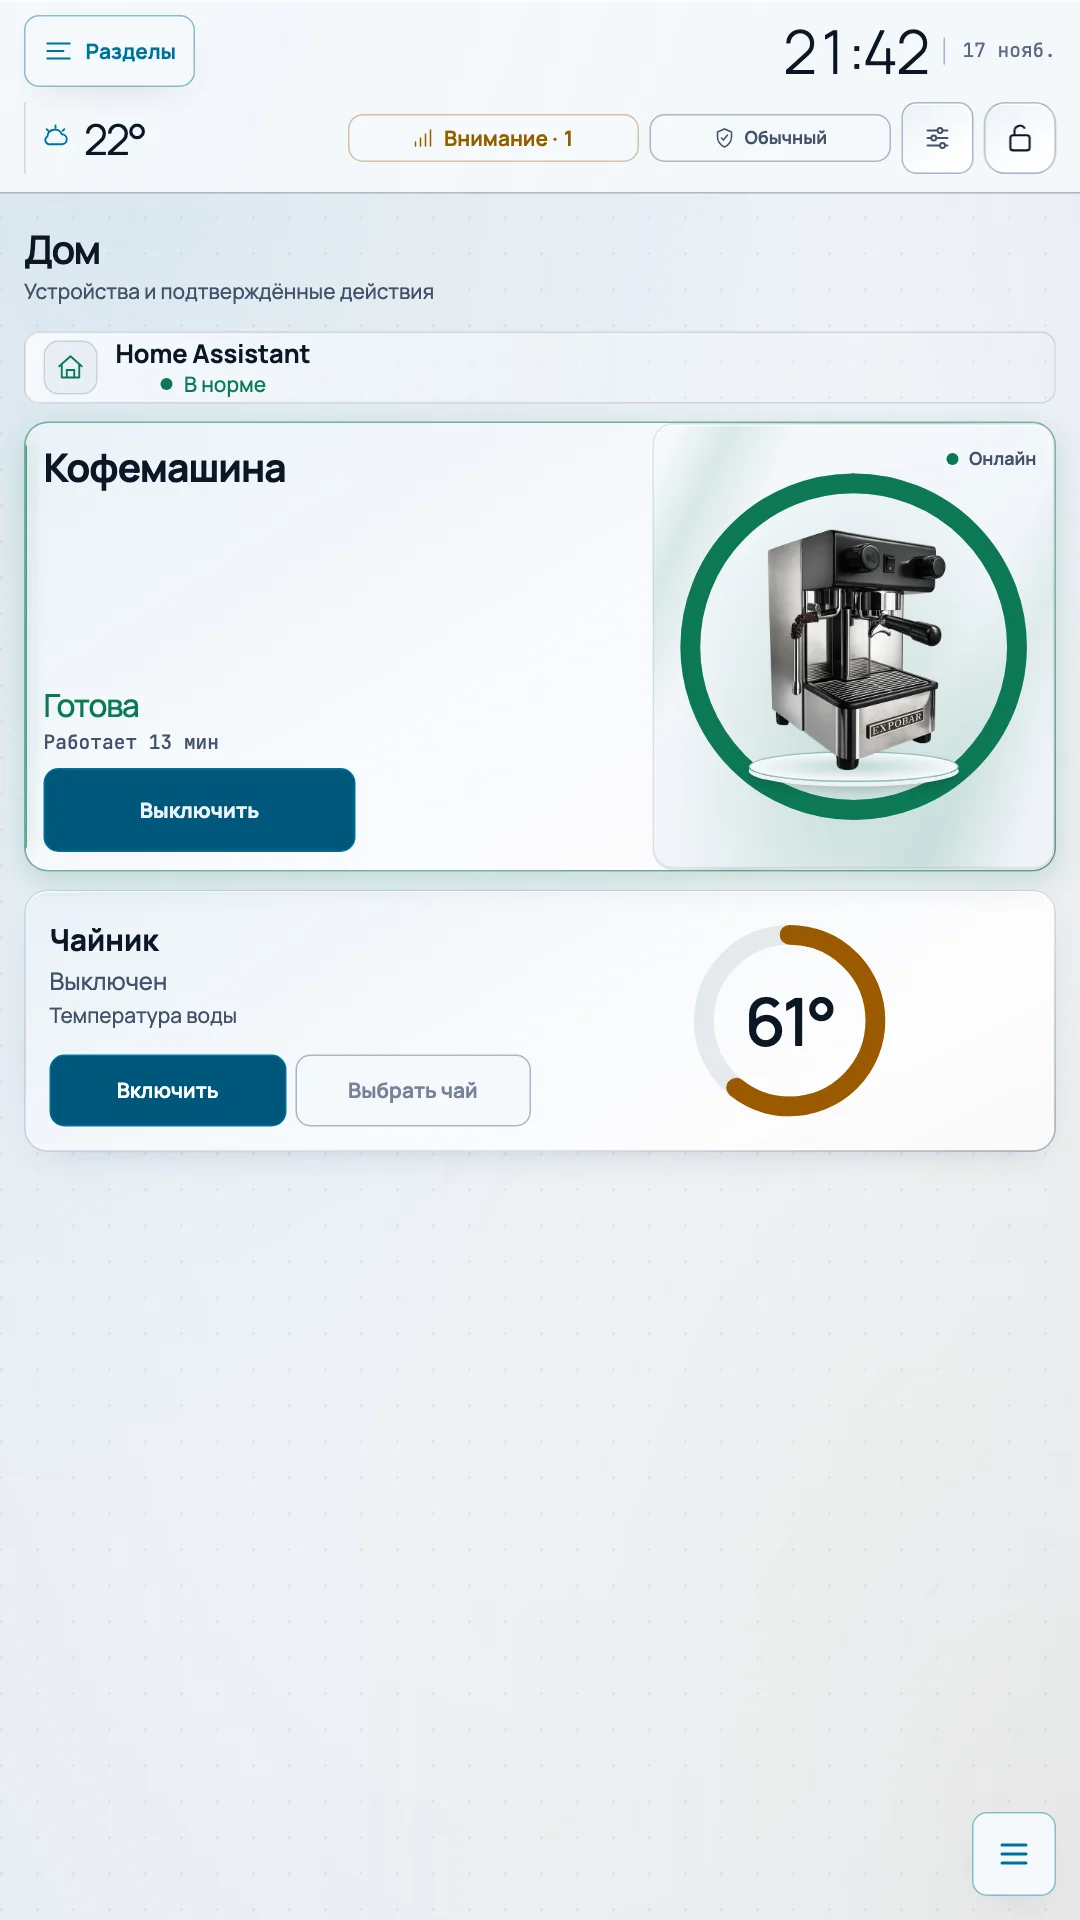 Разделы
21:42
17 нояб.
22°
Внимание · 1
Обычный
Дом
Устройства и подтверждённые действия
Home Assistant
В норме
Кофемашина
Онлайн
EXPOBAR
Готова
Работает 13 мин
Выключить
Чайник
Выключен
Температура воды
61°
Включить
Выбрать чай